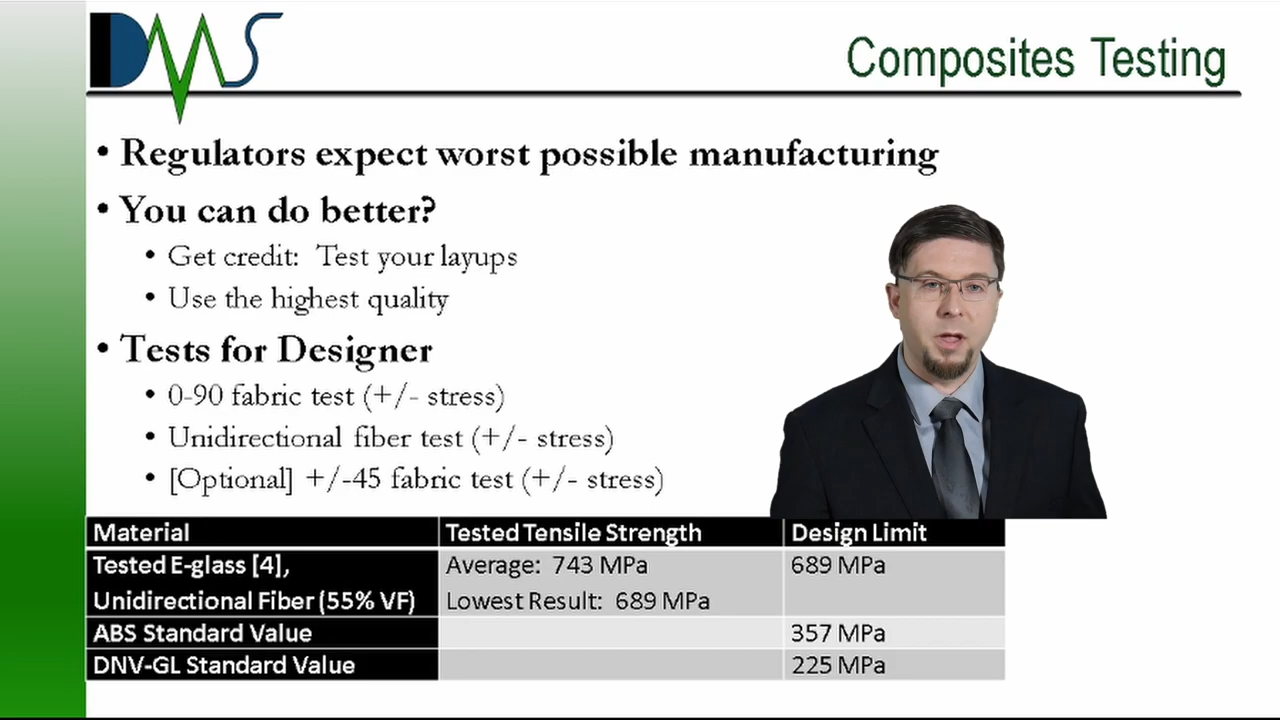 DMS
Composites Testing
• Regulators expect worst possible manufacturing
• You can do better?
• Get credit: Test your layups
• Use the highest quality
• Tests for Designer
• 0-90 fabric test (+/- stress)
• Unidirectional fiber test (+/- stress)
• [Optional] +/-45 fabric test (+/- stress)
Material Tested Tensile Strength Design Limit
Tested E-glass [4], Average: 743 MPa 689 MPa
Unidirectional Fiber (55% VF) Lowest Result: 689 MPa
ABS Standard Value 357 MPa
DNV-GL Standard Value 225 MPa